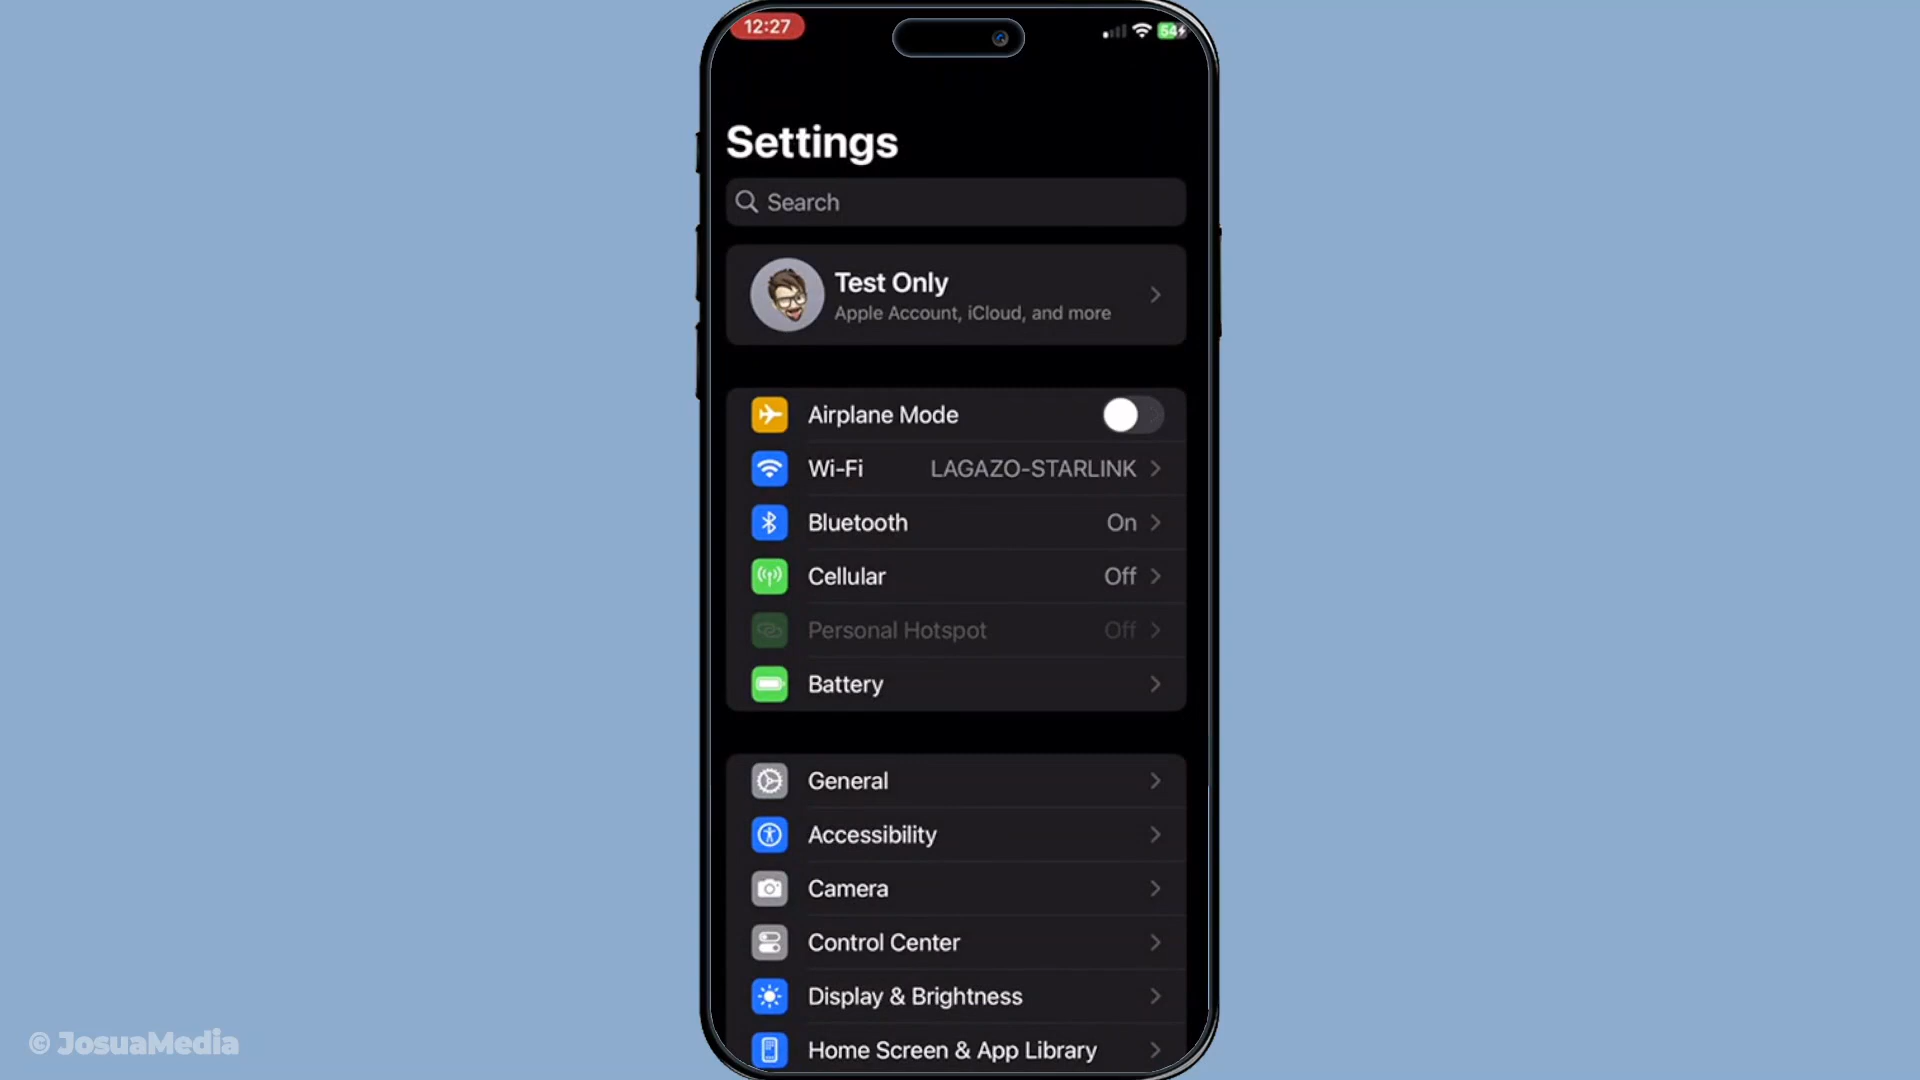 12:27
64
Settings
Search
Test Only
Apple Account, iCloud, and more
Airplane Mode
Wi-Fi LAGAZO-STARLINK
Bluetooth On
Cellular Off
Personal Hotspot Off
Battery
General
Accessibility
Camera
Control Center
Display & Brightness
Home Screen & App Library
© JosuaMedia